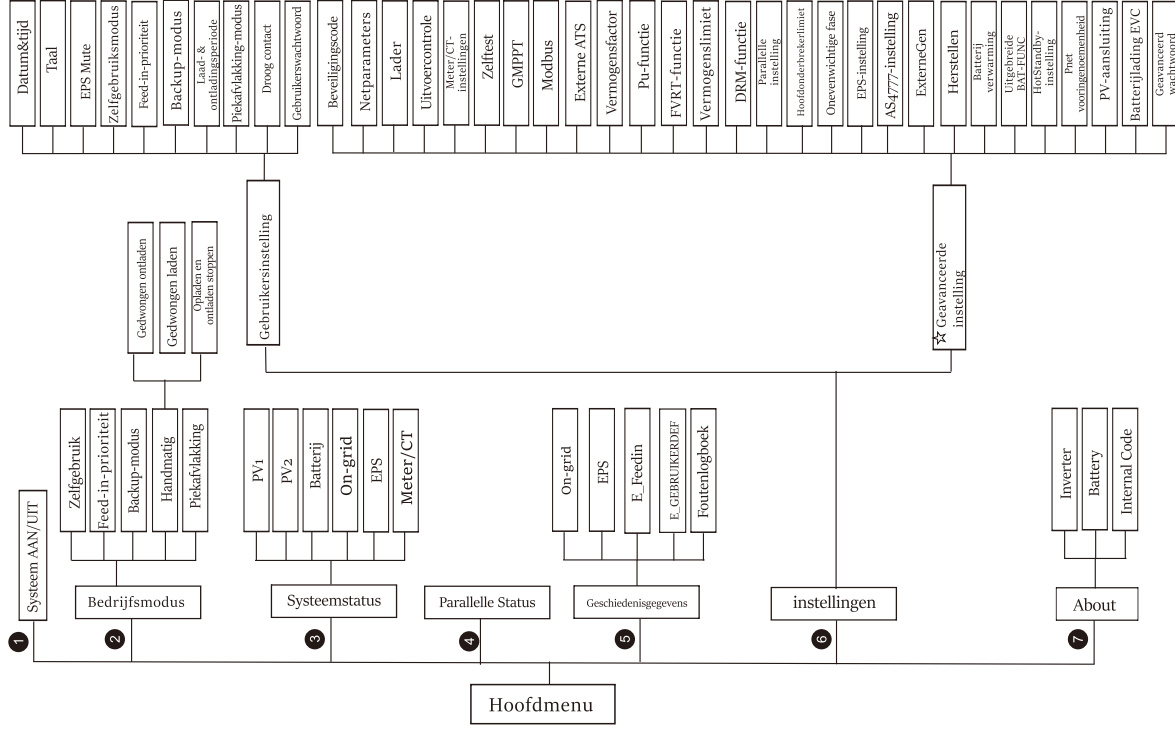 Datum&tijd
Taal
EPS Mute
Zelfgebruiksmodus
Feed-in-prioriteit
Backup-modus
Laad- &
ontladingsperiode
Piekafvlakking-modus
Droog contact
Gebruikerswachtwoord
Beveiligingscode
Netparameters
Lader
Uitvoercontrole
Meter/CT-
instellingen
Zelftest
GMPPT
Modbus
Externe ATS
Vermogensfactor
Pu-functie
FVRT-functie
Vermogenslimiet
DRM-functie
Parallelle
instelling
Hoofdonderbrekerlimiet
Onevenwichtige fase
EPS-instelling
AS4777-instelling
ExterneGen
Herstellen
Batterij
verwarming
Uitgebreide
BAT-FUNC
HotStandby-
instelling
Pnet
vooringenomenheid
PV-aansluiting
Batterijlading EVC
Geavanceerd
wachtwoord
Gebruikersinstelling
☆ Geavanceerde
instelling
Gedwongen ontladen
Gedwongen laden
Opladen en
ontladen stoppen
Systeem AAN/UIT
Zelfgebruik
Feed-in-prioriteit
Backup-modus
Handmatig
Piekafvlakking
PV1
PV2
Batterij
On-grid
EPS
Meter/CT
On-grid
EPS
E_Feedin
E_GEBRUIKERDEF
Foutenlogboek
Inverter
Battery
Internal Code
Bedrijfsmodus
Systeemstatus
Parallelle Status
Geschiedenisgegevens
instellingen
About
1
2
3
4
5
6
7
Hoofdmenu